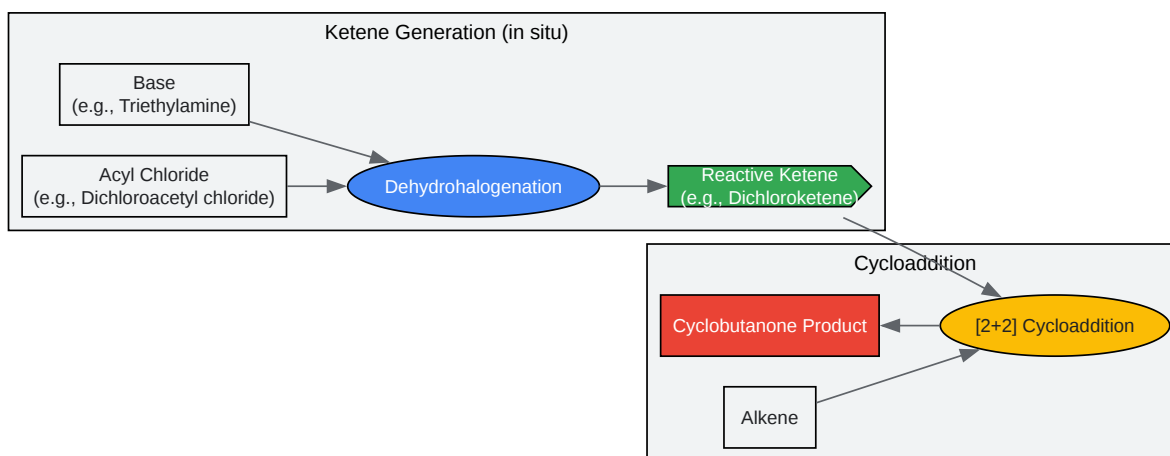 Ketene Generation (in situ)
Base
(e.g., Triethylamine)
Acyl Chloride
(e.g., Dichloroacetyl chloride)
Dehydrohalogenation
Reactive Ketene
(e.g., Dichloroketene)
Cycloaddition
Cyclobutanone Product
[2+2] Cycloaddition
Alkene